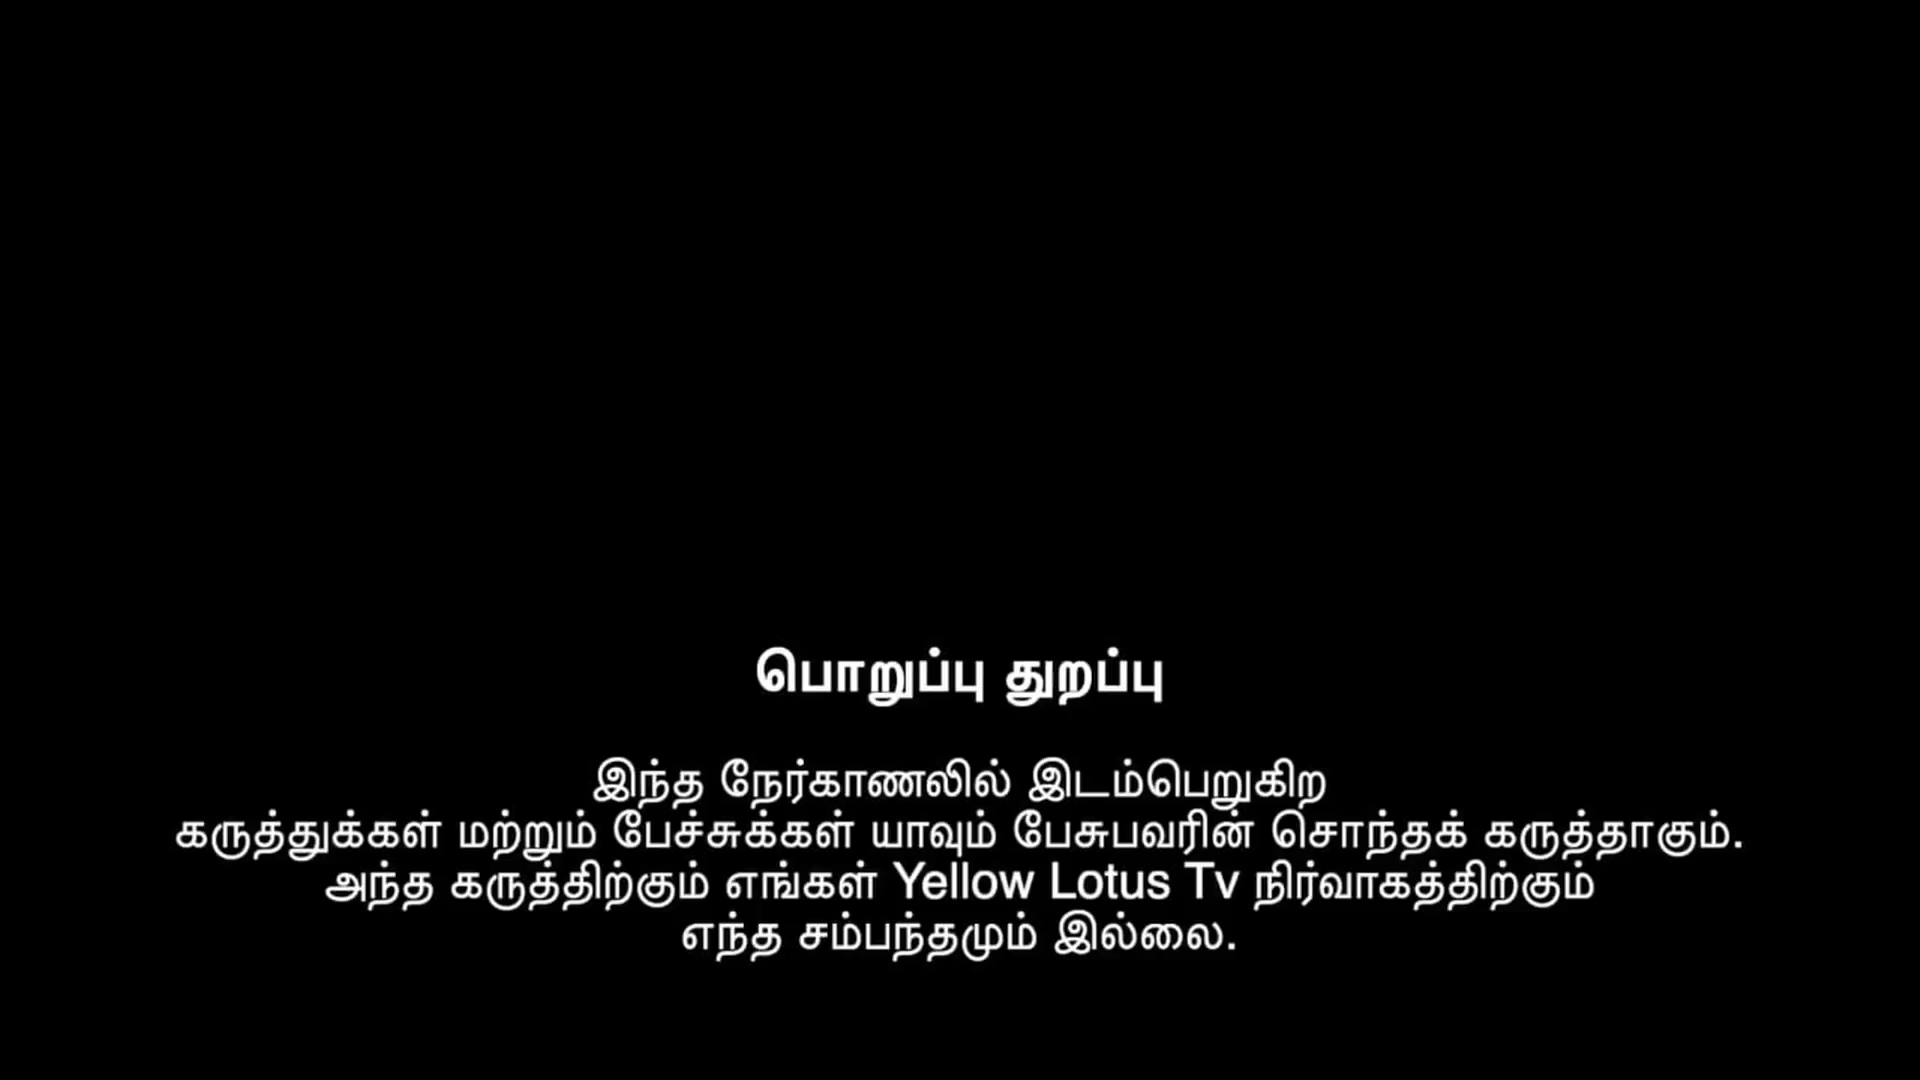 பொறுப்பு துறப்பு
இந்த நேர்காணலில் இடம்பெறுகிற
கருத்துக்கள் மற்றும் பேச்சுக்கள் யாவும் பேசுபவரின் சொந்தக் கருத்தாகும்.
அந்த கருத்திற்கும் எங்கள் Yellow Lotus Tv நிர்வாகத்திற்கும்
எந்த சம்பந்தமும் இல்லை.